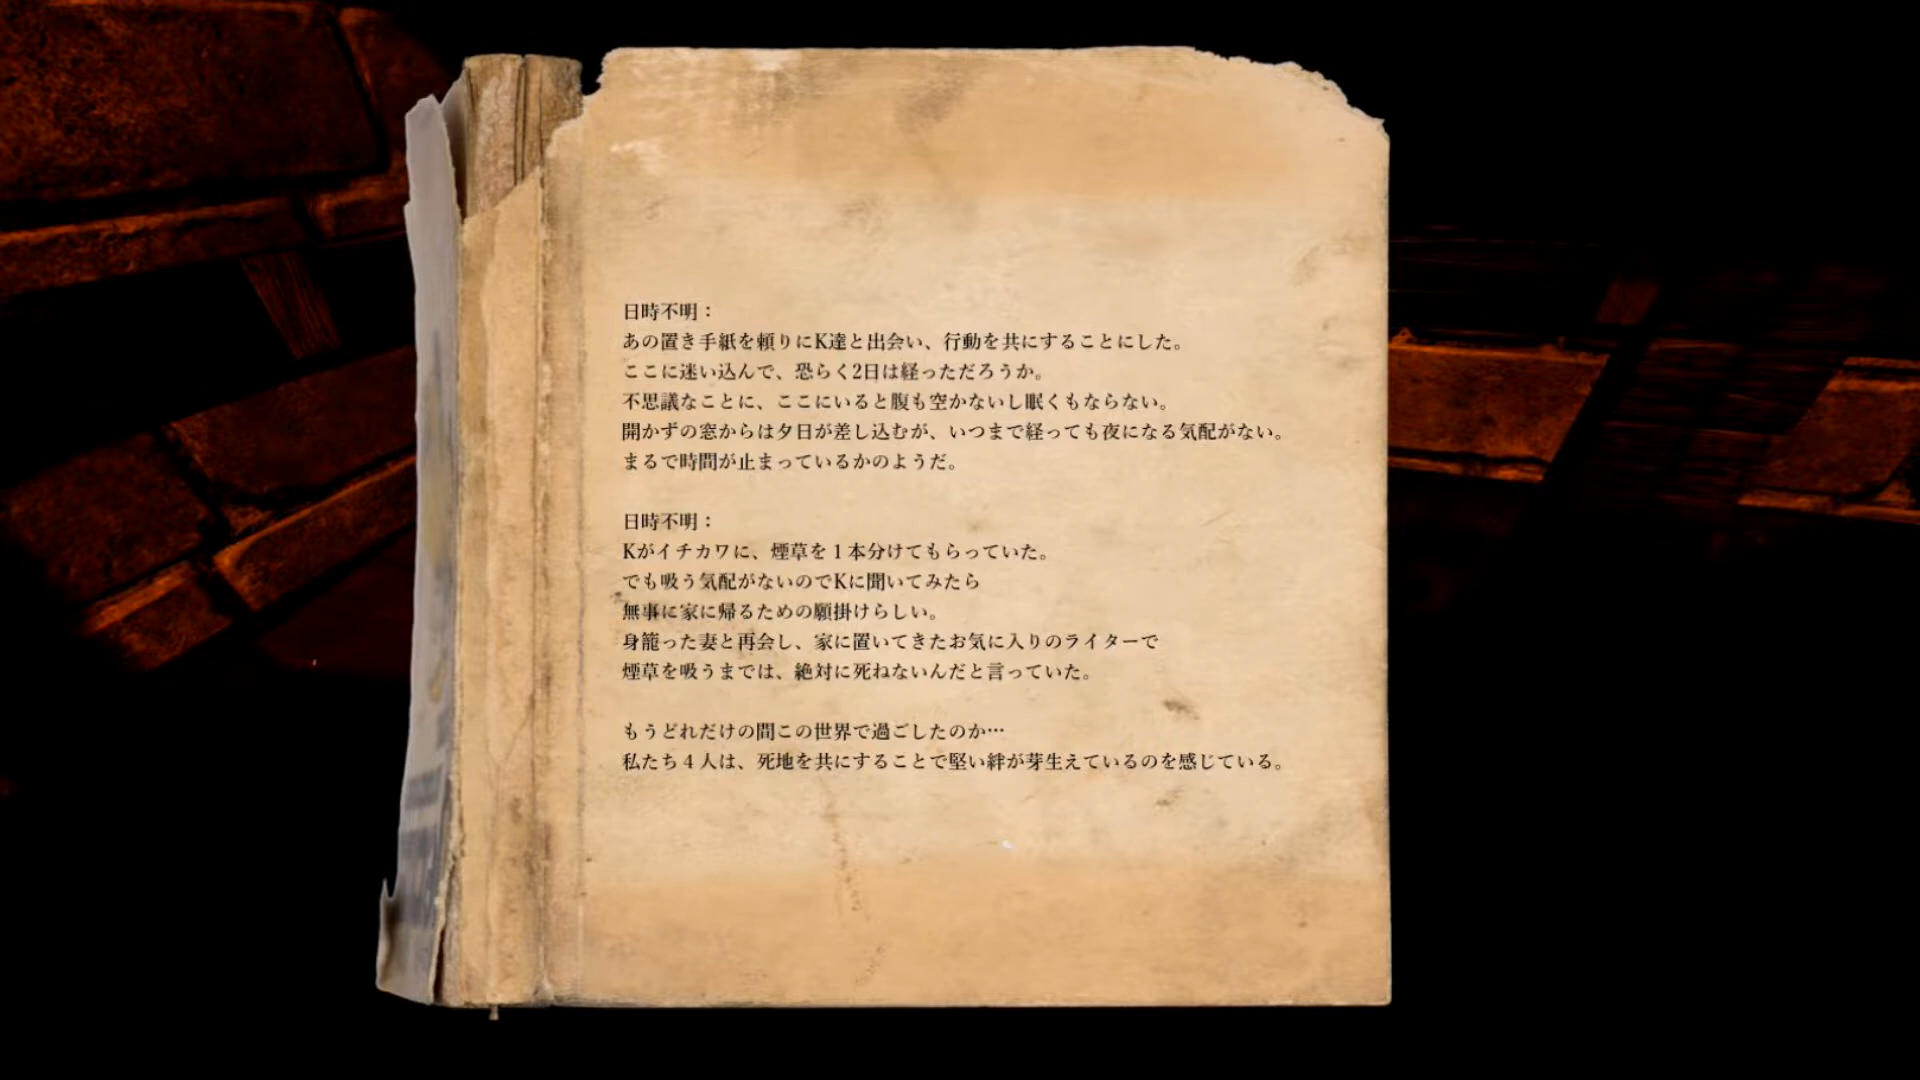 日時不明：
あの置き手紙を頼りにK達と出会い、行動を共にすることにした。
ここに迷い込んで、恐らく2日は経っただろうか。
不思議なことに、ここにいると腹も空かないし眠くもならない。
開かずの窓からは夕日が差し込むが、いつまで経っても夜になる気配がない。
まるで時間が止まっているかのようだ。
日時不明：
Kがイチカワに、煙草を１本分けてもらっていた。
でも吸う気配がないのでKに聞いてみたら
無事に家に帰るための願掛けらしい。
身籠った妻と再会し、家に置いてきたお気に入りのライターで
煙草を吸うまでは、絶対に死ねないんだと言っていた。
もうどれだけの間この世界で過ごしたのか…
私たち４人は、死地を共にすることで堅い絆が芽生えているのを感じている。